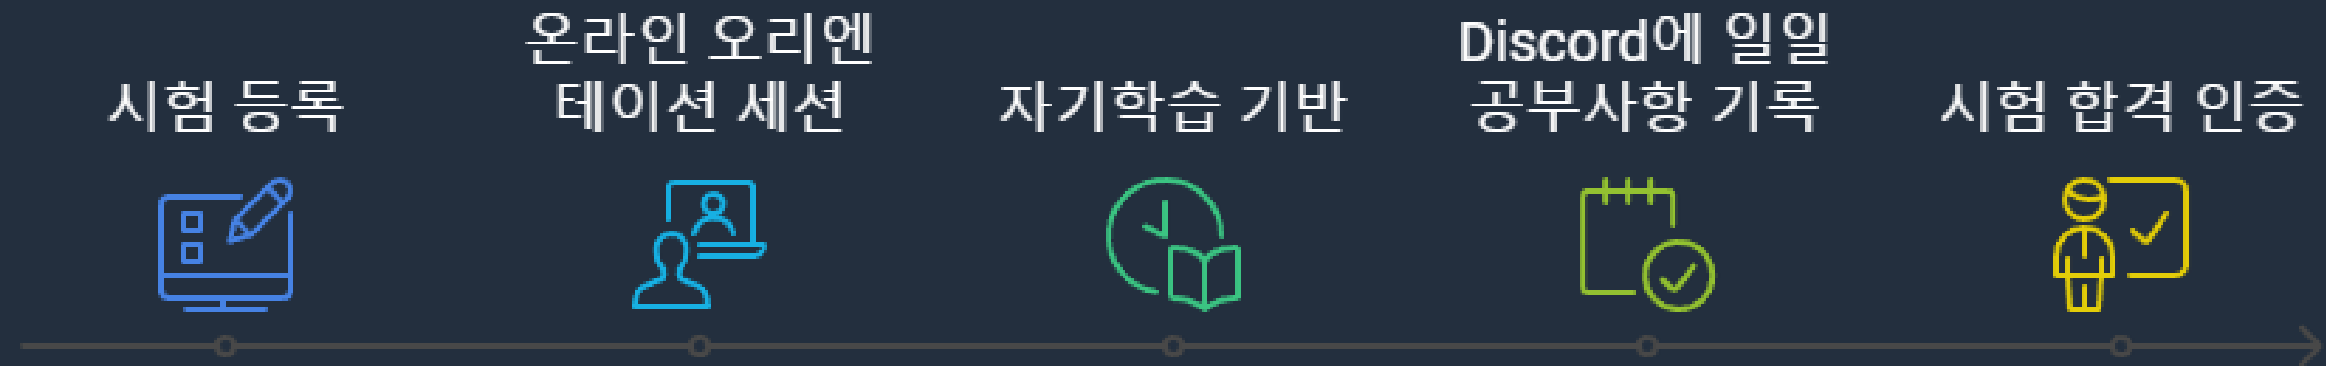 시험 등록
온라인 오리엔
테이션 세션
자기학습 기반
Discord에 일일
공부사항 기록
시험 합격 인증